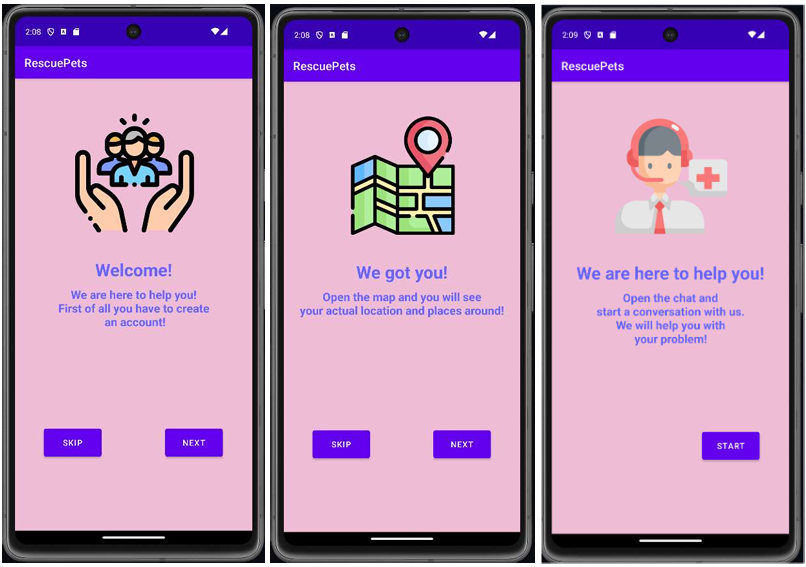 2:08
RescuePets
Welcome!
We are here to help you!
First of all you have to create
an account!
SKIP
NEXT
2:08
RescuePets
We got you!
Open the map and you will see
your actual location and places around!
SKIP
NEXT
2:09
RescuePets
We are here to help you!
Open the chat and
start a conversation with us.
We will help you with
your problem!
START